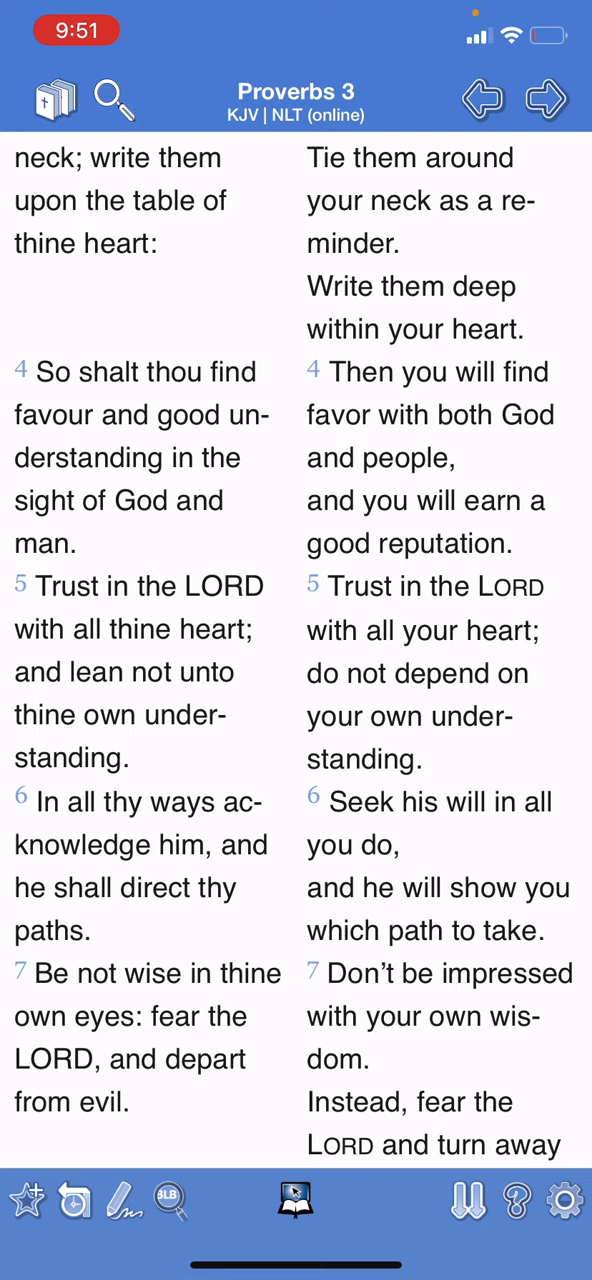 9:51
Proverbs 3
KJV | NLT (online)
neck; write them
upon the table of
thine heart:
4 So shalt thou find
favour and good un-
derstanding in the
sight of God and
man.
5 Trust in the LORD
with all thine heart;
and lean not unto
thine own under-
standing.
6 In all thy ways ac-
knowledge him, and
he shall direct thy
paths.
7 Be not wise in thine
own eyes: fear the
LORD, and depart
from evil.
Tie them around
your neck as a re-
minder.
Write them deep
within your heart.
4 Then you will find
favor with both God
and people,
and you will earn a
good reputation.
5 Trust in the LORD
with all your heart;
do not depend on
your own under-
standing.
6 Seek his will in all
you do,
and he will show you
which path to take.
7 Don’t be impressed
with your own wis-
dom.
Instead, fear the
LORD and turn away
BLB